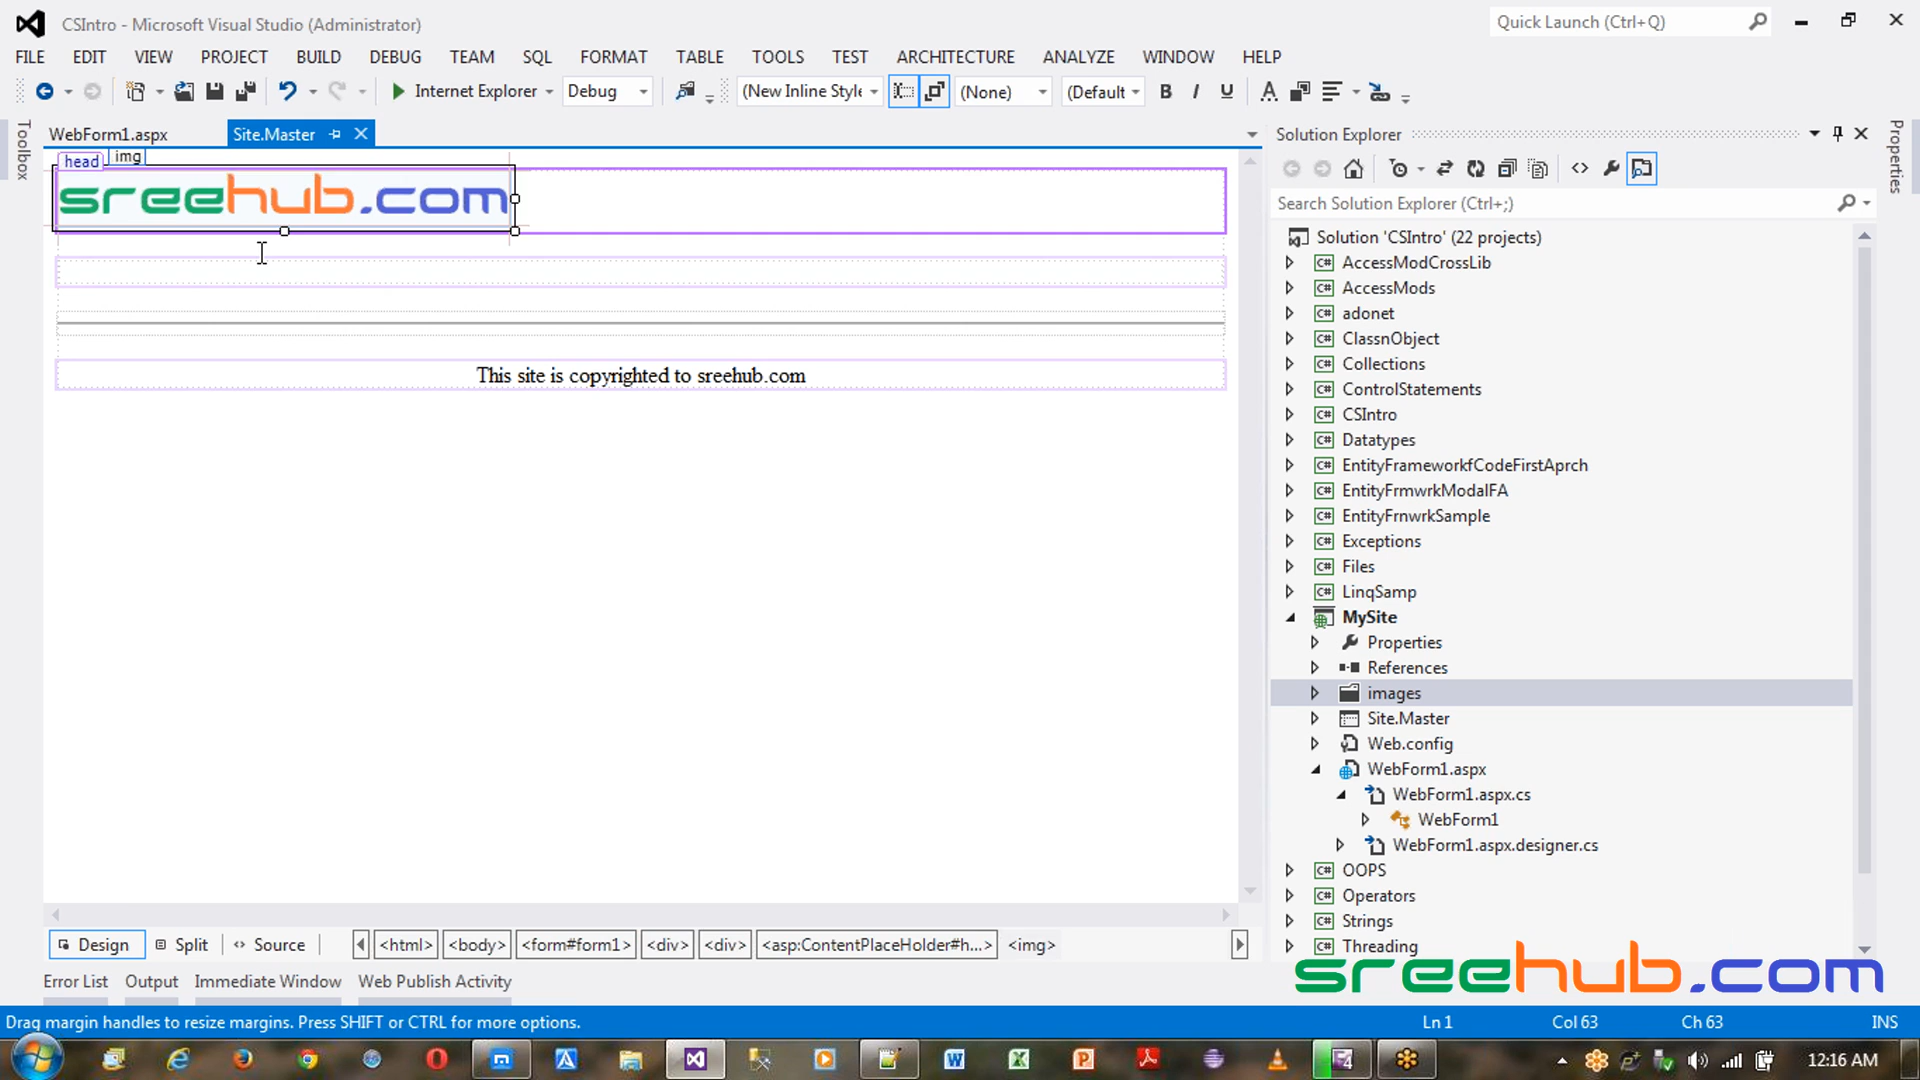 CSIntro - Microsoft Visual Studio (Administrator)
Quick Launch (Ctrl+Q)
FILE EDIT VIEW PROJECT BUILD DEBUG TEAM SQL FORMAT TABLE TOOLS TEST ARCHITECTURE ANALYZE WINDOW HELP
Internet Explorer Debug (New Inline Style (None) (Default B I U A
WebForm1.aspx Site.Master
Toolbox
head img
sreehub.com
This site is copyrighted to sreehub.com
Solution Explorer
Properties
Search Solution Explorer (Ctrl+;)
Solution 'CSIntro' (22 projects)
C# AccessModCrossLib
C# AccessMods
C# adonet
C# ClassnObject
C# Collections
C# ControlStatements
C# CSIntro
C# Datatypes
C# EntityFrameworkfCodeFirstAprch
C# EntityFrmwrkModalFA
C# EntityFrnwrkSample
C# Exceptions
C# Files
C# LinqSamp
MySite
Properties
References
images
Site.Master
Web.config
WebForm1.aspx
WebForm1.aspx.cs
WebForm1
WebForm1.aspx.designer.cs
C# OOPS
C# Operators
C# Strings
C# Threading
Design Split Source <html> <body> <form#form1> <div> <div> <asp:ContentPlaceHolder#h...> <img>
Error List Output Immediate Window Web Publish Activity
sreehub.com
Drag margin handles to resize margins. Press SHIFT or CTRL for more options. Ln 1 Col 63 Ch 63 INS
12:16 AM